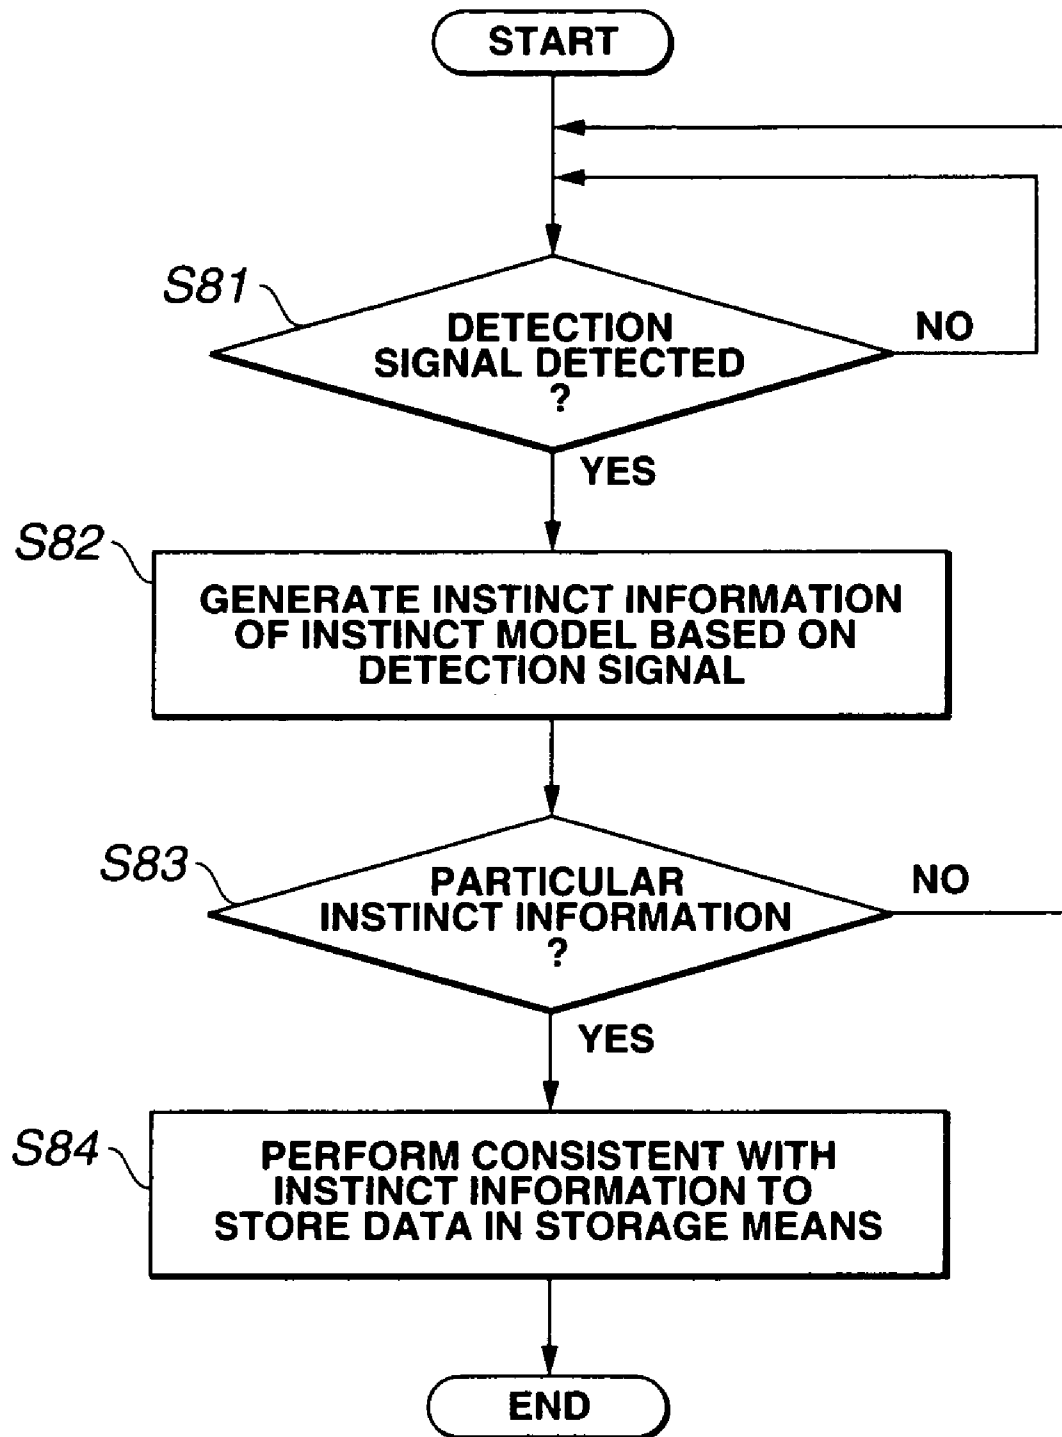 START
S81
DETECTION
SIGNAL DETECTED
?
NO
YES
S82
GENERATE INSTINCT INFORMATION
OF INSTINCT MODEL BASED ON
DETECTION SIGNAL
S83
PARTICULAR
INSTINCT INFORMATION
?
NO
YES
S84
PERFORM CONSISTENT WITH
INSTINCT INFORMATION TO
STORE DATA IN STORAGE MEANS
END